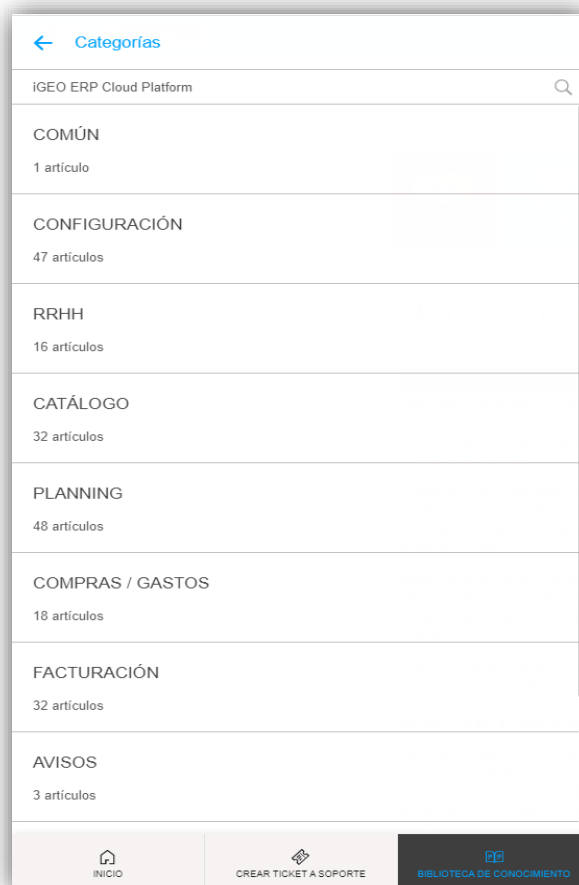 Categorías
iGEO ERP Cloud Platform
COMÚN
1 artículo
CONFIGURACIÓN
47 artículos
RRHH
16 artículos
CATÁLOGO
32 artículos
PLANNING
48 artículos
COMPRAS / GASTOS
18 artículos
FACTURACIÓN
32 artículos
AVISOS
3 artículos
INICIO
CREAR TICKET A SOPORTE
BIBLIOTECA DE CONOCIMIENTO